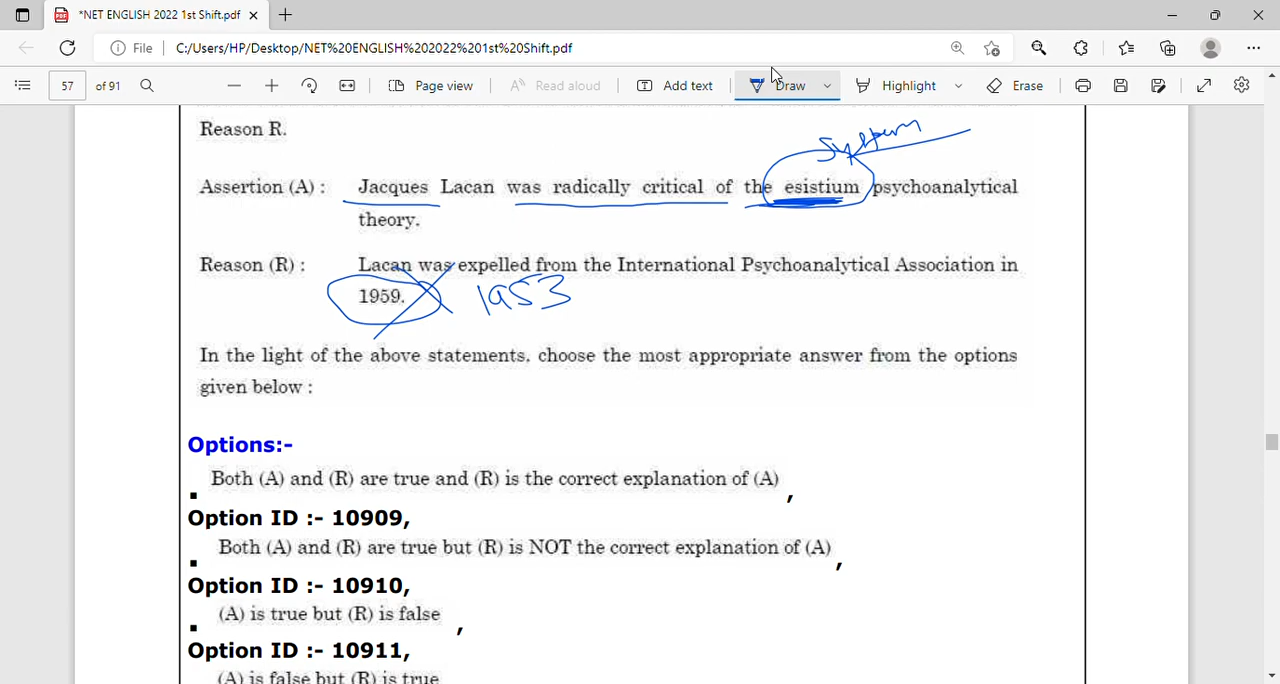 *NET ENGLISH 2022 1st Shift.pdf
File C:/Users/HP/Desktop/NET%20ENGLISH%202022%201st%20Shift.pdf
57 of 91 Page view Read aloud Add text Draw Highlight Erase
Reason R.
System
Assertion (A) : Jacques Lacan was radically critical of the esistium psychoanalytical
theory.
Reason (R) : Lacan was expelled from the International Psychoanalytical Association in
1959. 1953
In the light of the above statements, choose the most appropriate answer from the options
given below :
Options:-
Both (A) and (R) are true and (R) is the correct explanation of (A) ,
Option ID :- 10909,
Both (A) and (R) are true but (R) is NOT the correct explanation of (A) ,
Option ID :- 10910,
(A) is true but (R) is false ,
Option ID :- 10911,
(A) is false but (R) is true